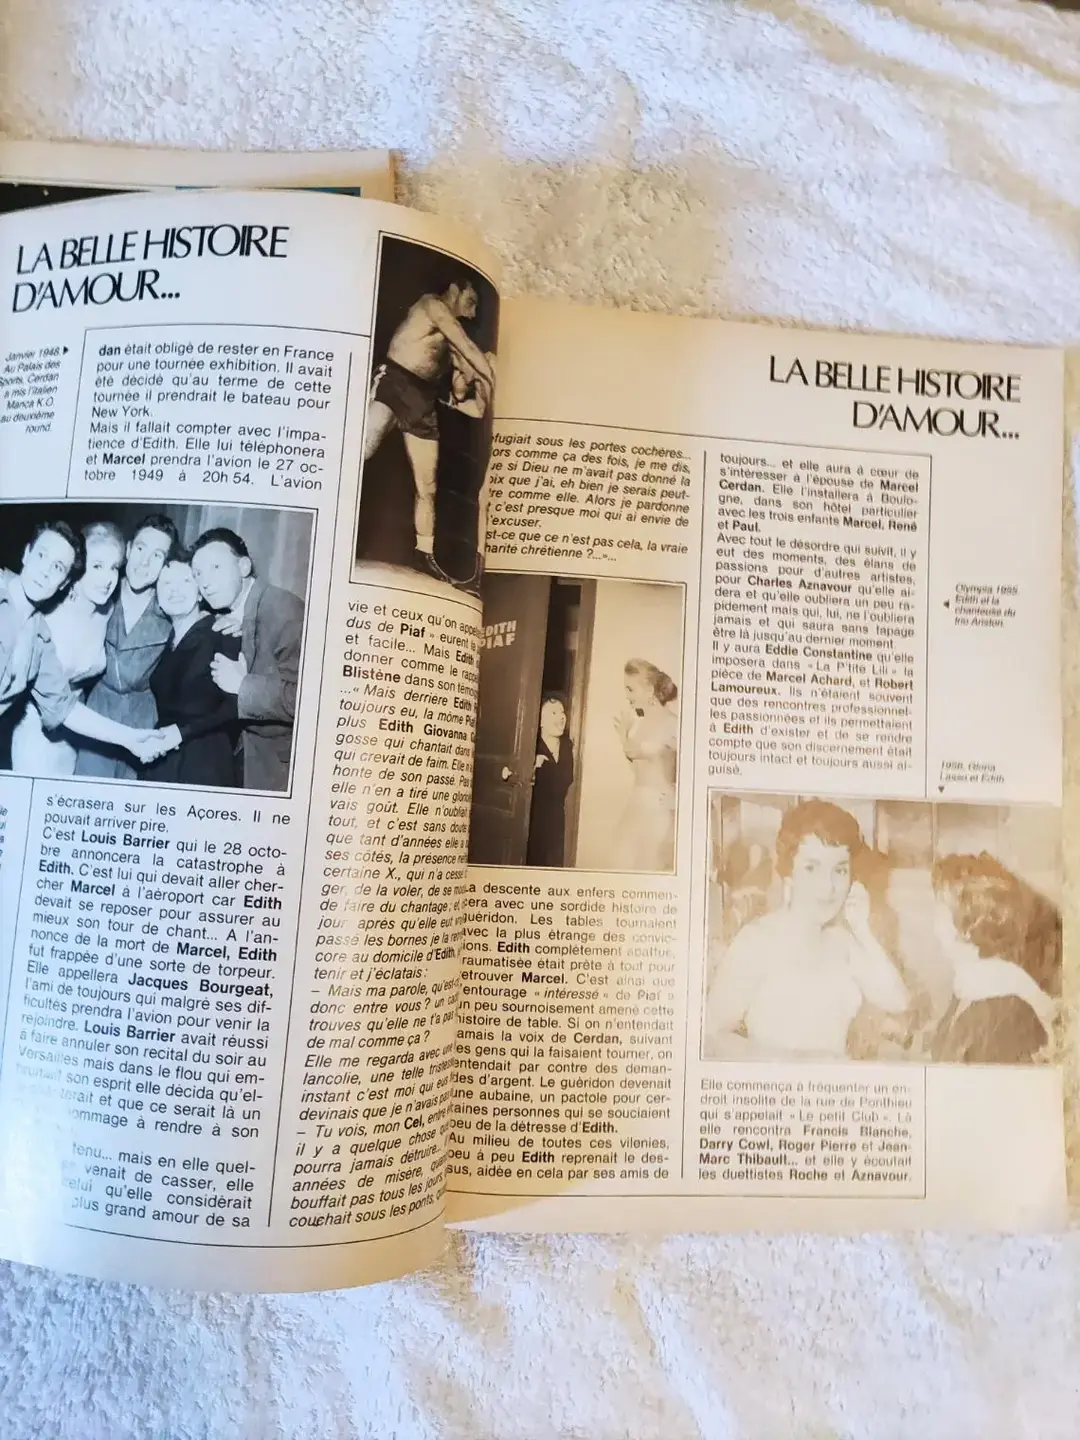 LA BELLE HISTOIRE
D'AMOUR...
Janvier 1948
Au Palais des
Sports, Cerdan
a mis l'italien
Manca K.O.
au deuxième
round.
dan était obligé de rester en France
pour une tournée exhibition. Il avait
été décidé qu'au terme de cette
tournée il prendrait le bateau pour
New York.
Mais il fallait compter avec l'impa-
tience d'Edith. Elle lui téléphonera
et Marcel prendra l'avion le 27 oc-
tobre 1949 à 20h 54. L'avion
s'écrasera sur les Açores. Il ne
pouvait arriver pire.
C'est Louis Barrier qui le 28 octo-
bre annoncera la catastrophe à
Edith. C'est lui qui devait aller cher-
cher Marcel à l'aéroport car Edith
devait se reposer pour assurer au
mieux son tour de chant... A l'an-
nonce de la mort de Marcel, Edith
fut frappée d'une sorte de torpeur.
Elle appellera Jacques Bourgeat,
l'ami de toujours qui malgré ses dif-
ficultés prendra l'avion pour venir la
rejoindre. Louis Barrier avait réussi
à faire annuler son recital du soir au
Versailles mais dans le flou qui em-
son esprit elle décida qu'el-
et que ce serait là un
à rendre à son
tenu... mais en elle quel-
venait de casser, elle
qu'elle considérait
plus grand amour de sa
vie et ceux qu'on
dus de Piaf » eurent
et facile... Mais Edith
donner comme le
Blistène dans son
...« Mais derrière Edith
toujours eu, la môme
plus Edith Giovanna
gosse qui chantait dans
qui crevait de faim. Elle
honte de son passé.
elle n'en a tiré une
vais goût. Elle
tout, et c'est sans doute
que tant d'années elle a
ses côtés, la présence
certaine X., qui n'a cessé
ger, de la voler, de se
de faire du chantage; et
jour après qu'elle eut
passé les bornes je la
core au domicile d'Edith,
tenir et j'éclatais :
– Mais ma parole,
donc entre vous ? un
trouves qu'elle ne t'a pas
de mal comme ça ?
Elle me regarda avec
lancolie, une telle
instant c'est moi qui
devinais que je n'avais
– Tu vois, mon Cel, entre
il y a quelque chose
pourra jamais détruire...
années de misère,
bouffait pas tous les jours,
couchait sous les ponts,
LA BELLE HISTOIRE
D'AMOUR...
sous les portes cochères...
comme ça des fois, je me dis,
si Dieu ne m'avait pas donné la
que j'ai, eh bien je serais peut-
comme elle. Alors je pardonne
c'est presque moi qui ai envie de
l'excuser.
que ce n'est pas cela, la vraie
chrétienne ?...»...
EDITH
PIAF
La descente aux enfers commen-
cera avec une sordide histoire de
guéridon. Les tables tournaient
avec la plus étrange des convic-
tions. Edith complètement abattue,
traumatisée était prête à tout pour
retrouver Marcel. C'est ainsi que
l'entourage « intéressé » de Piaf a
un peu sournoisement amené cette
histoire de table. Si on n'entendait
jamais la voix de Cerdan, suivant
les gens qui la faisaient tourner, on
entendait par contre des deman-
des d'argent. Le guéridon devenait
une aubaine, un pactole pour cer-
taines personnes qui se souciaient
peu de la détresse d'Edith.
Au milieu de toutes ces vilenies,
peu à peu Edith reprenait le des-
sus, aidée en cela par ses amis de
toujours... et elle aura à cœur de
s'intéresser à l'épouse de Marcel
Cerdan. Elle l'installera à Boulo-
gne, dans son hôtel particulier
avec les trois enfants Marcel, René
et Paul.
Avec tout le désordre qui suivit, il y
eut des moments, des élans de
passions pour d'autres artistes,
pour Charles Aznavour qu'elle ai-
dera et qu'elle oubliera un peu ra-
pidement mais qui, lui, ne l'oubliera
jamais et qui saura sans tapage
être là jusqu'au dernier moment.
Il y aura Eddie Constantine qu'elle
imposera dans « La P'tite Lili » la
pièce de Marcel Achard, et Robert
Lamoureux. Ils n'étaient souvent
que des rencontres professionnel-
les passionnées et ils permettaient
à Edith d'exister et de se rendre
compte que son discernement était
toujours intact et toujours aussi ai-
guisé.
Olympia 1955
Edith et la
chanteuse du
trio Ariston.
1958, Gloria
Lasso et Edith
Elle commença à fréquenter un en-
droit insolite de la rue de Ponthieu
qui s'appelait « Le petit Club ». Là
elle rencontra Francis Blanche,
Darry Cowl, Roger Pierre et Jean-
Marc Thibault... et elle y écoutait
les duettistes Roche et Aznavour.